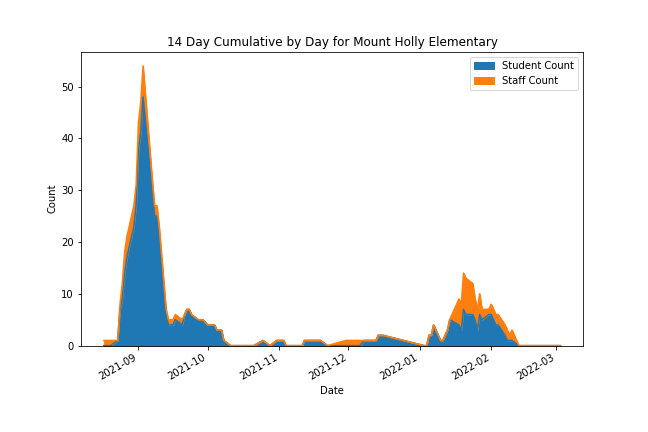 14 Day Cumulative by Day for Mount Holly Elementary
Student Count
Staff Count
Count
50
40
30
20
10
0
2021-09
2021-10
2021-11
2021-12
2022-01
2022-02
2022-03
Date